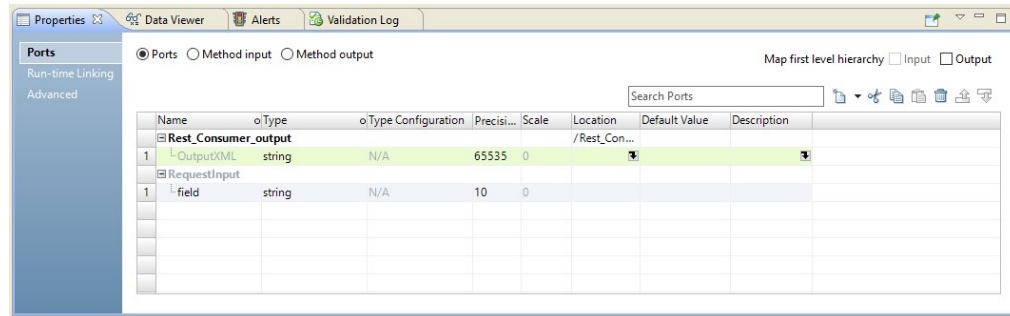 Properties Data Viewer Alerts Validation Log
Ports
Run-time Linking
Advanced
Ports Method input Method output
Map first level hierarchy Input Output
Search Ports
Name Type Type Configuration Precisi... Scale Location Default Value Description
Rest_Consumer_output /Rest_Con...
1 OutputXML string N/A 65535 0
RequestInput
1 field string N/A 10 0